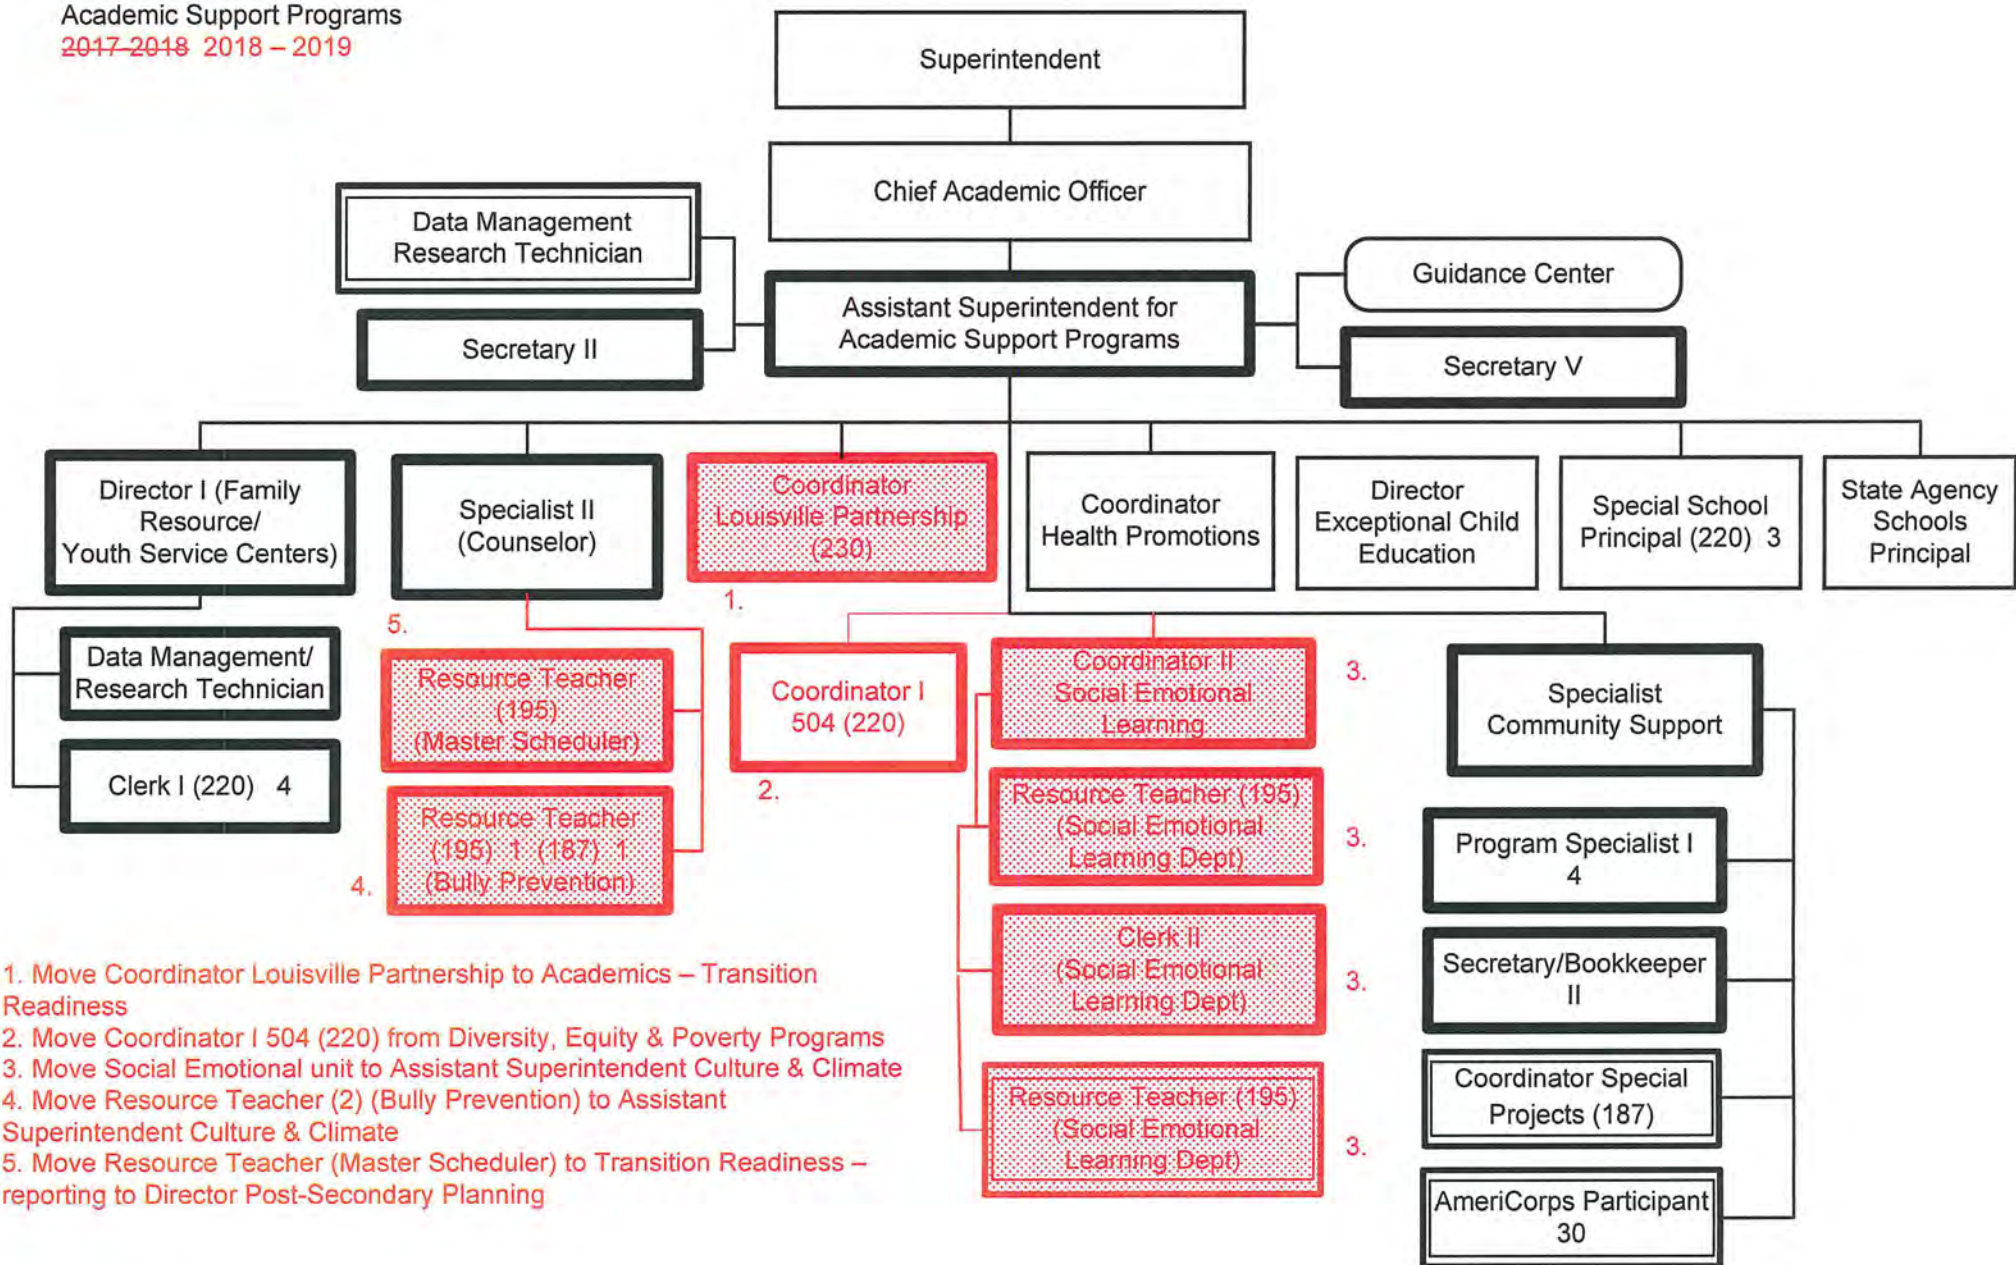 Academic Support Programs
2017-2018 2018 – 2019
Superintendent
Chief Academic Officer
Data Management
Research Technician
Secretary II
Assistant Superintendent for
Academic Support Programs
Guidance Center
Secretary V
Director I (Family
Resource/
Youth Service Centers)
Specialist II
(Counselor)
Coordinator
Louisville Partnership
(230)
1.
Coordinator
Health Promotions
Director
Exceptional Child
Education
Special School
Principal (220) 3
State Agency
Schools
Principal
Data Management/
Research Technician
Clerk I (220) 4
5.
Resource Teacher
(195)
(Master Scheduler)
4.
Resource Teacher
(195) 1 (187) 1
(Bully Prevention)
Coordinator I
504 (220)
2.
Coordinator II
Social Emotional
Learning
3.
Resource Teacher (195)
(Social Emotional
Learning Dept)
3.
Clerk II
(Social Emotional
Learning Dept)
3.
Resource Teacher (195)
(Social Emotional
Learning Dept)
3.
Specialist
Community Support
Program Specialist I
4
Secretary/Bookkeeper
II
Coordinator Special
Projects (187)
AmeriCorps Participant
30
1. Move Coordinator Louisville Partnership to Academics – Transition
Readiness
2. Move Coordinator I 504 (220) from Diversity, Equity & Poverty Programs
3. Move Social Emotional unit to Assistant Superintendent Culture & Climate
4. Move Resource Teacher (2) (Bully Prevention) to Assistant
Superintendent Culture & Climate
5. Move Resource Teacher (Master Scheduler) to Transition Readiness –
reporting to Director Post-Secondary Planning